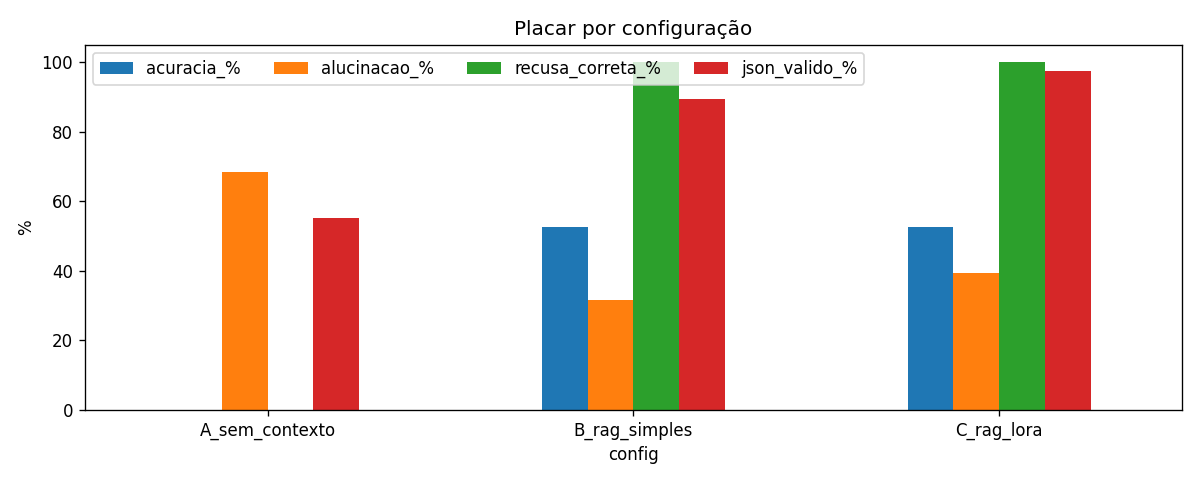 Placar por configuração
acuracia_% alucinacao_% recusa_correta_% json_valido_%
100
80
60
40
20
0
%
A_sem_contexto B_rag_simples C_rag_lora
config